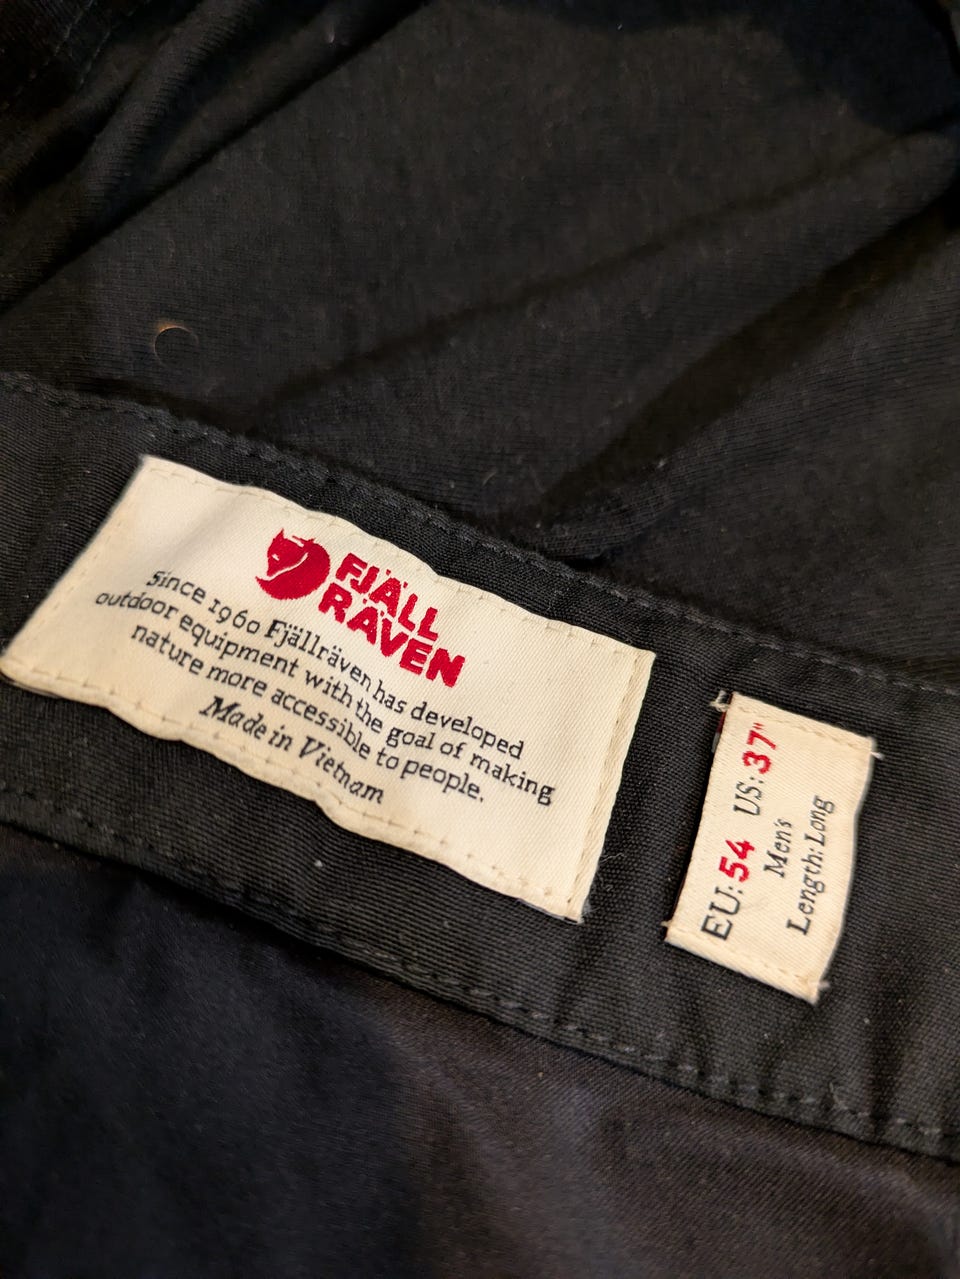 FJÄLL
RÄVEN
Since 1960 Fjällräven has developed
outdoor equipment with the goal of making
nature more accessible to people.
Made in Vietnam
EU: 54 US: 37"
Men's
Length: Long